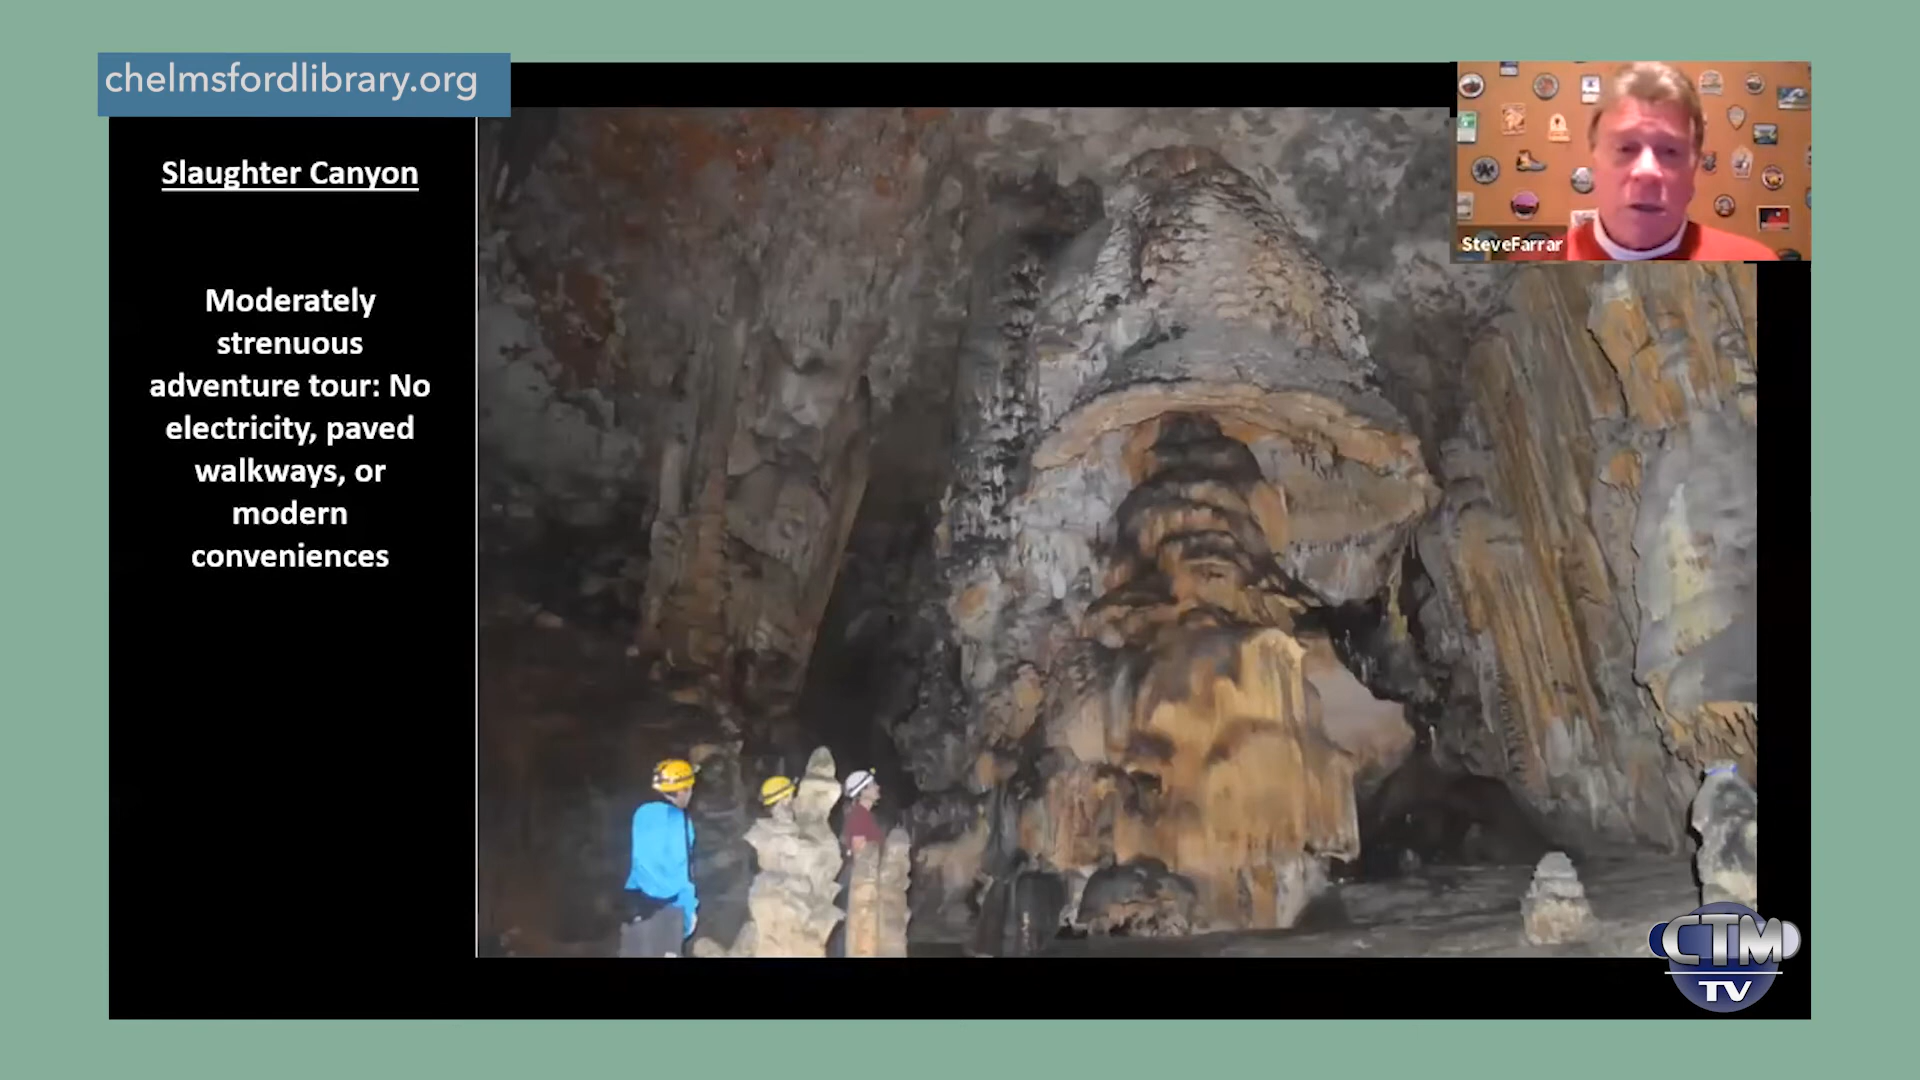 chelmsfordlibrary.org
Slaughter Canyon
Moderately
strenuous
adventure tour: No
electricity, paved
walkways, or
modern
conveniences
SteveFarrar
CTM
TV